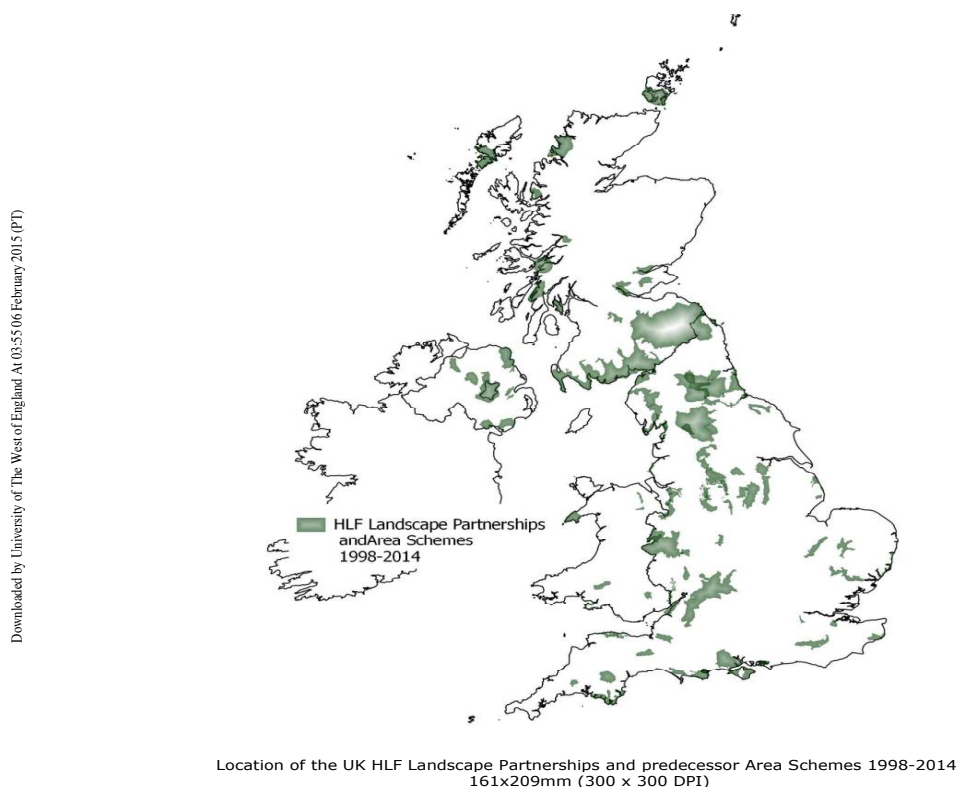 Downloaded by University of The West of England At 03:55 06 February 2015 (PT)
HLF Landscape Partnerships
andArea Schemes
1998-2014
Location of the UK HLF Landscape Partnerships and predecessor Area Schemes 1998-2014
161x209mm (300 x 300 DPI)